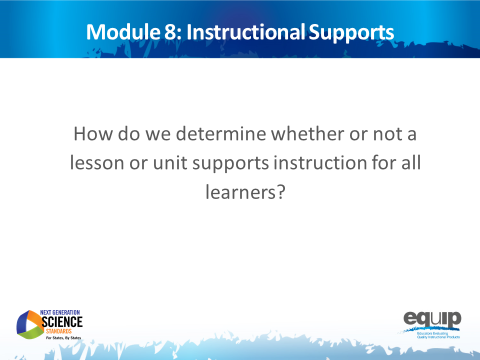 Module 8: Instructional Supports
How do we determine whether or not a
lesson or unit supports instruction for all
learners?
NEXT GENERATION
SCIENCE
STANDARDS
For States, By States
equip
Educators Evaluating
Quality Instructional Products